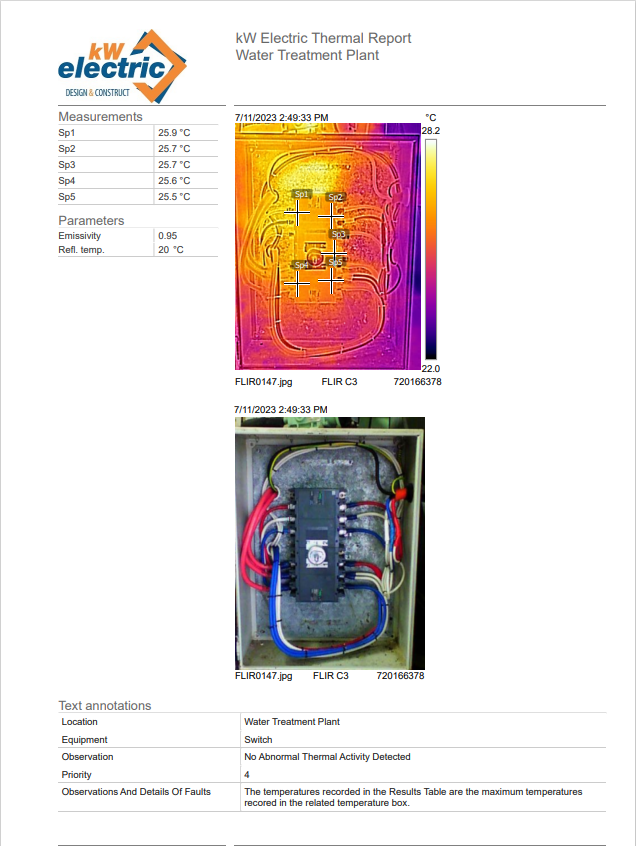 kW
electric
DESIGN & CONSTRUCT
kW Electric Thermal Report
Water Treatment Plant
Measurements
Sp1 25.9 °C
Sp2 25.7 °C
Sp3 25.7 °C
Sp4 25.6 °C
Sp5 25.5 °C
Parameters
Emissivity 0.95
Refl. temp. 20 °C
7/11/2023 2:49:33 PM °C
28.2
Sp1
Sp2
Sp3
Sp4
Sp5
22.0
FLIR0147.jpg FLIR C3 720166378
7/11/2023 2:49:33 PM
FLIR0147.jpg FLIR C3 720166378
Text annotations
Location Water Treatment Plant
Equipment Switch
Observation No Abnormal Thermal Activity Detected
Priority 4
Observations And Details Of Faults The temperatures recorded in the Results Table are the maximum temperatures
recored in the related temperature box.